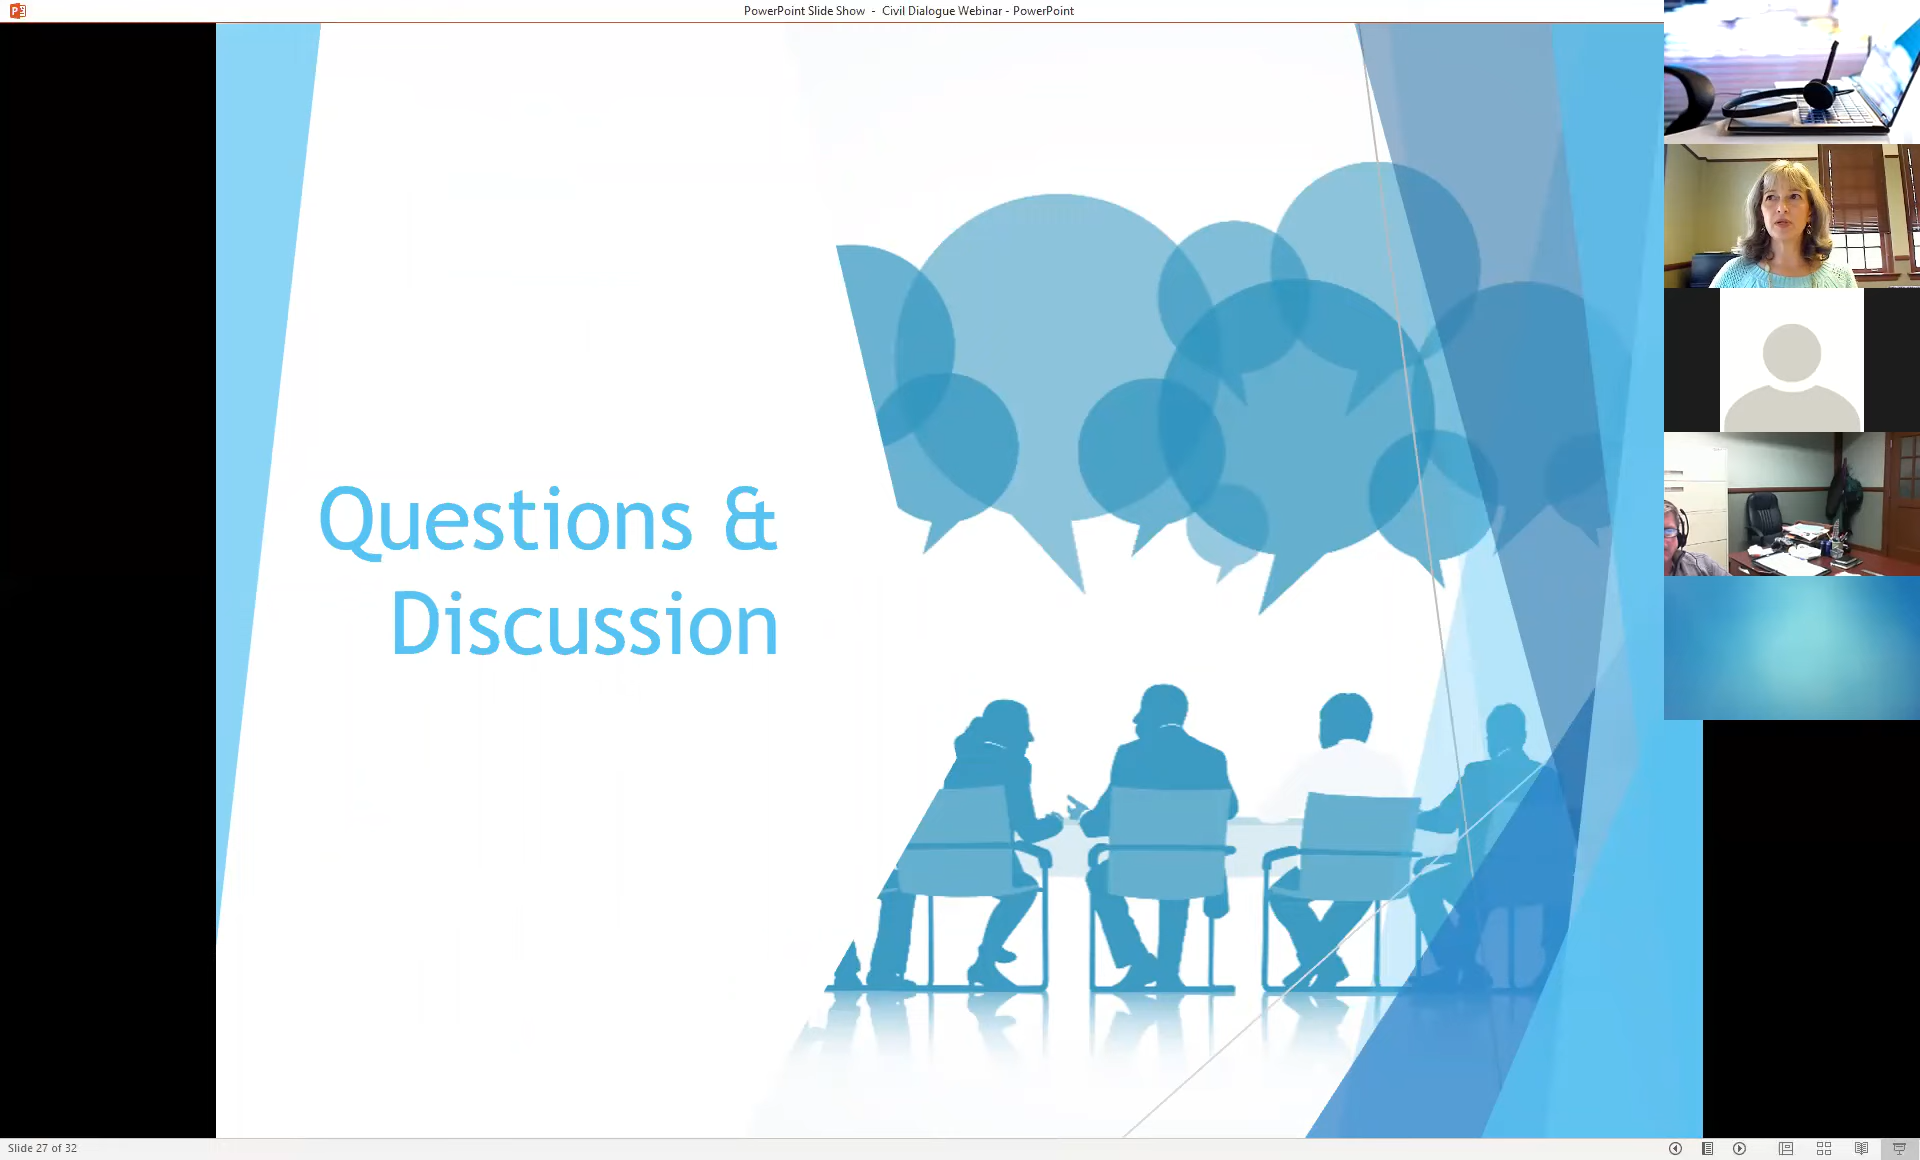 PowerPoint Slide Show - Civil Dialogue Webinar - PowerPoint
Questions &
Discussion
Slide 27 of 32